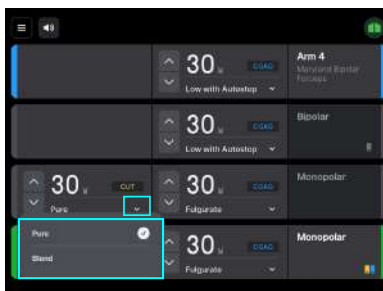 30 W COAG Arm 4
Maryland Bipolar
Forceps
Low with Autostop
30 W COAG Bipolar
Low with Autostop
30 W CUT 30 W COAG Monopolar
Pure Fulgurate
Pure
30 W COAG Monopolar
Blend
Fulgurate